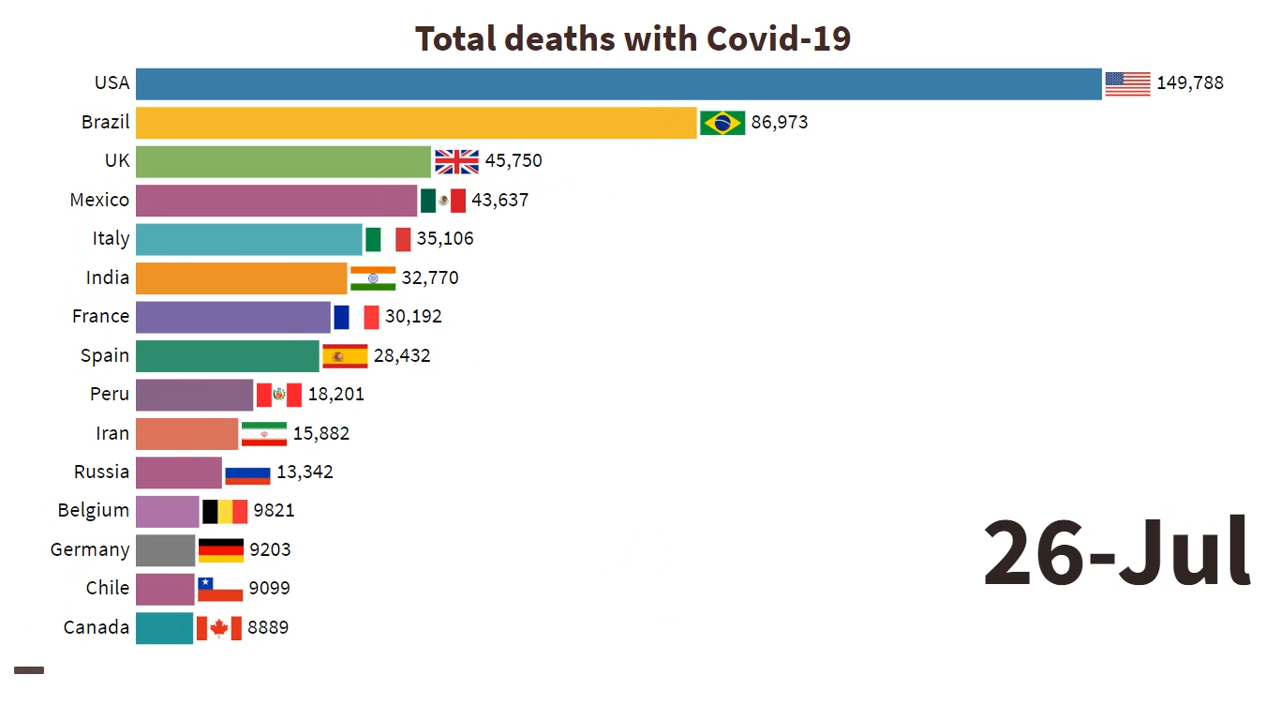 Total deaths with Covid-19
USA 149,788
Brazil 86,973
UK 45,750
Mexico 43,637
Italy 35,106
India 32,770
France 30,192
Spain 28,432
Peru 18,201
Iran 15,882
Russia 13,342
Belgium 9821
Germany 9203
Chile 9099
Canada 8889
26-Jul